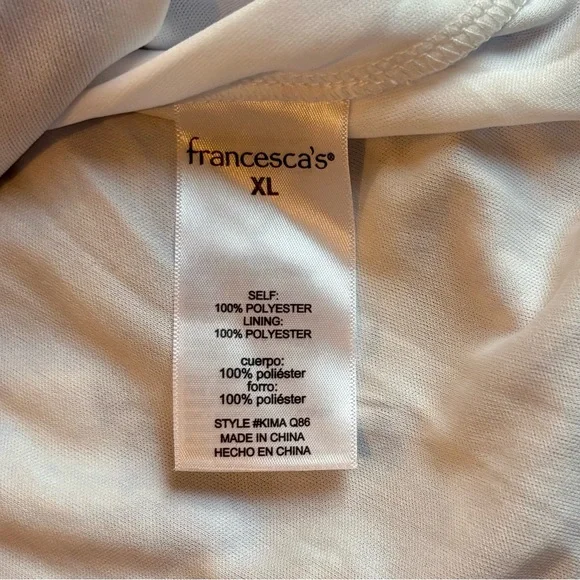 francesca's®
XL
SELF:
100% POLYESTER
LINING:
100% POLYESTER
cuerpo:
100% poliéster
forro:
100% poliéster
STYLE #KIMA Q86
MADE IN CHINA
HECHO EN CHINA